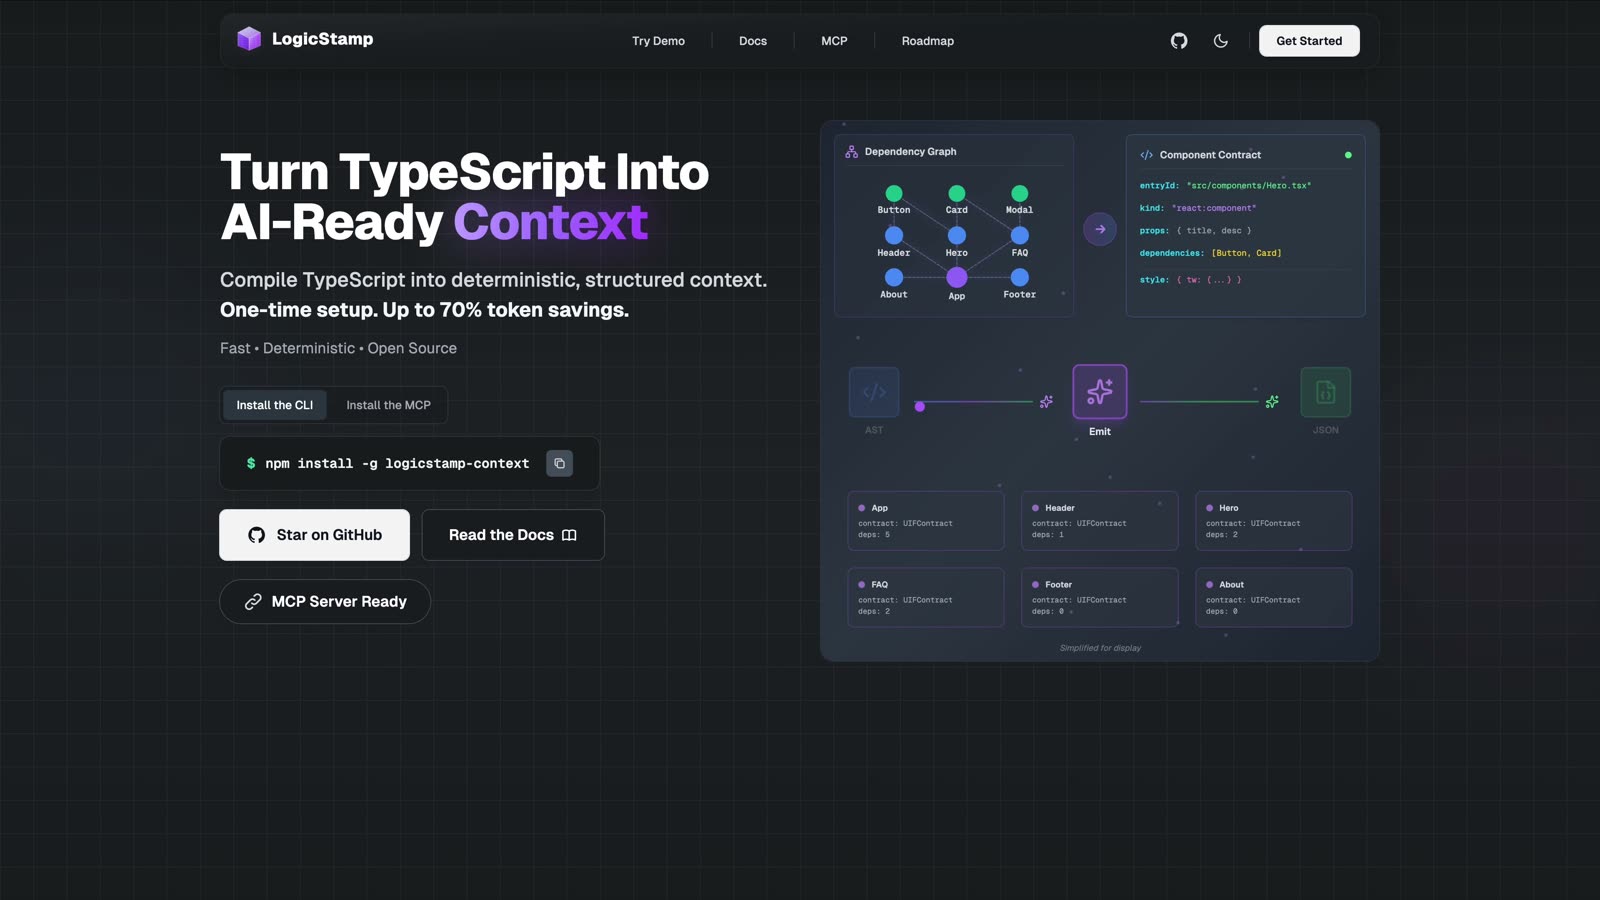 LogicStamp
Try Demo
Docs
MCP
Roadmap
Get Started
Turn TypeScript Into
AI-Ready Context
Compile TypeScript into deterministic, structured context.
One-time setup. Up to 70% token savings.
Fast • Deterministic • Open Source
Install the CLI
Install the MCP
$ npm install -g logicstamp-context
Star on GitHub
Read the Docs
MCP Server Ready
Dependency Graph
Button
Card
Modal
Header
Hero
FAQ
About
App
Footer
</> Component Contract
entryId: "src/components/Hero.tsx"
kind: "react:component"
props: { title, desc }
dependencies: [Button, Card]
style: { tw: {...} }
AST
Emit
JSON
App
contract: UIFContract
deps: 5
Header
contract: UIFContract
deps: 1
Hero
contract: UIFContract
deps: 2
FAQ
contract: UIFContract
deps: 2
Footer
contract: UIFContract
deps: 0
About
contract: UIFContract
deps: 0
Simplified for display